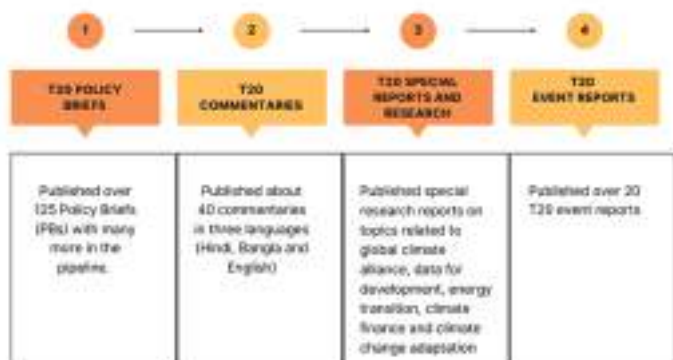 1
2
3
4
T20 POLICY
BRIEFS
T20
COMMENTARIES
T20 SPECIAL
REPORTS AND
RESEARCH
T20
EVENT REPORTS
Published over
125 Policy Briefs
(PBs) with many
more in the
pipeline.
Published about
40 commentaries
in three languages
(Hindi, Bangla and
English)
Published special
research reports on
topics related to
global climate
alliance, data for
development, energy
transition, climate
finance and climate
change adaptation
Published over 20
T20 event reports